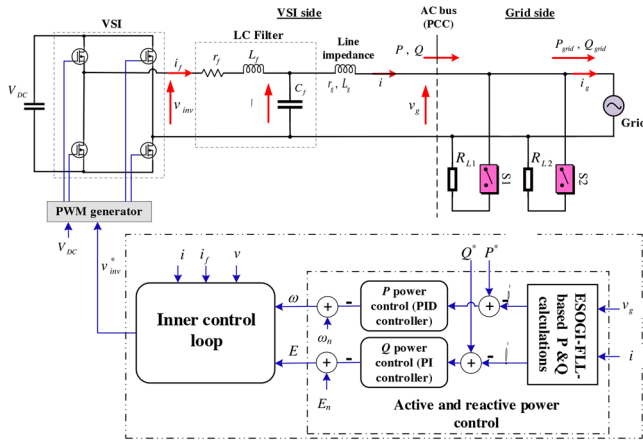 VSI
VSI side
AC bus
(PCC)
Grid side
LC Filter
Line
impedance
i_f
r_f
L_f
r_g , L_g
i
P , Q
P_grid , Q_grid
i_g
V_DC
v_inv
C_f
v_g
Grid
R_L1
S1
R_L2
S2
PWM generator
V_DC
v_inv*
i
i_f
v
Q*
P*
Inner control
loop
ω
ω_n
E
E_n
P power
control (PID
controller)
Q power
control (PI
controller)
ESOGI-FLL-
based P &Q
calculations
v_g
i
Active and reactive power
control